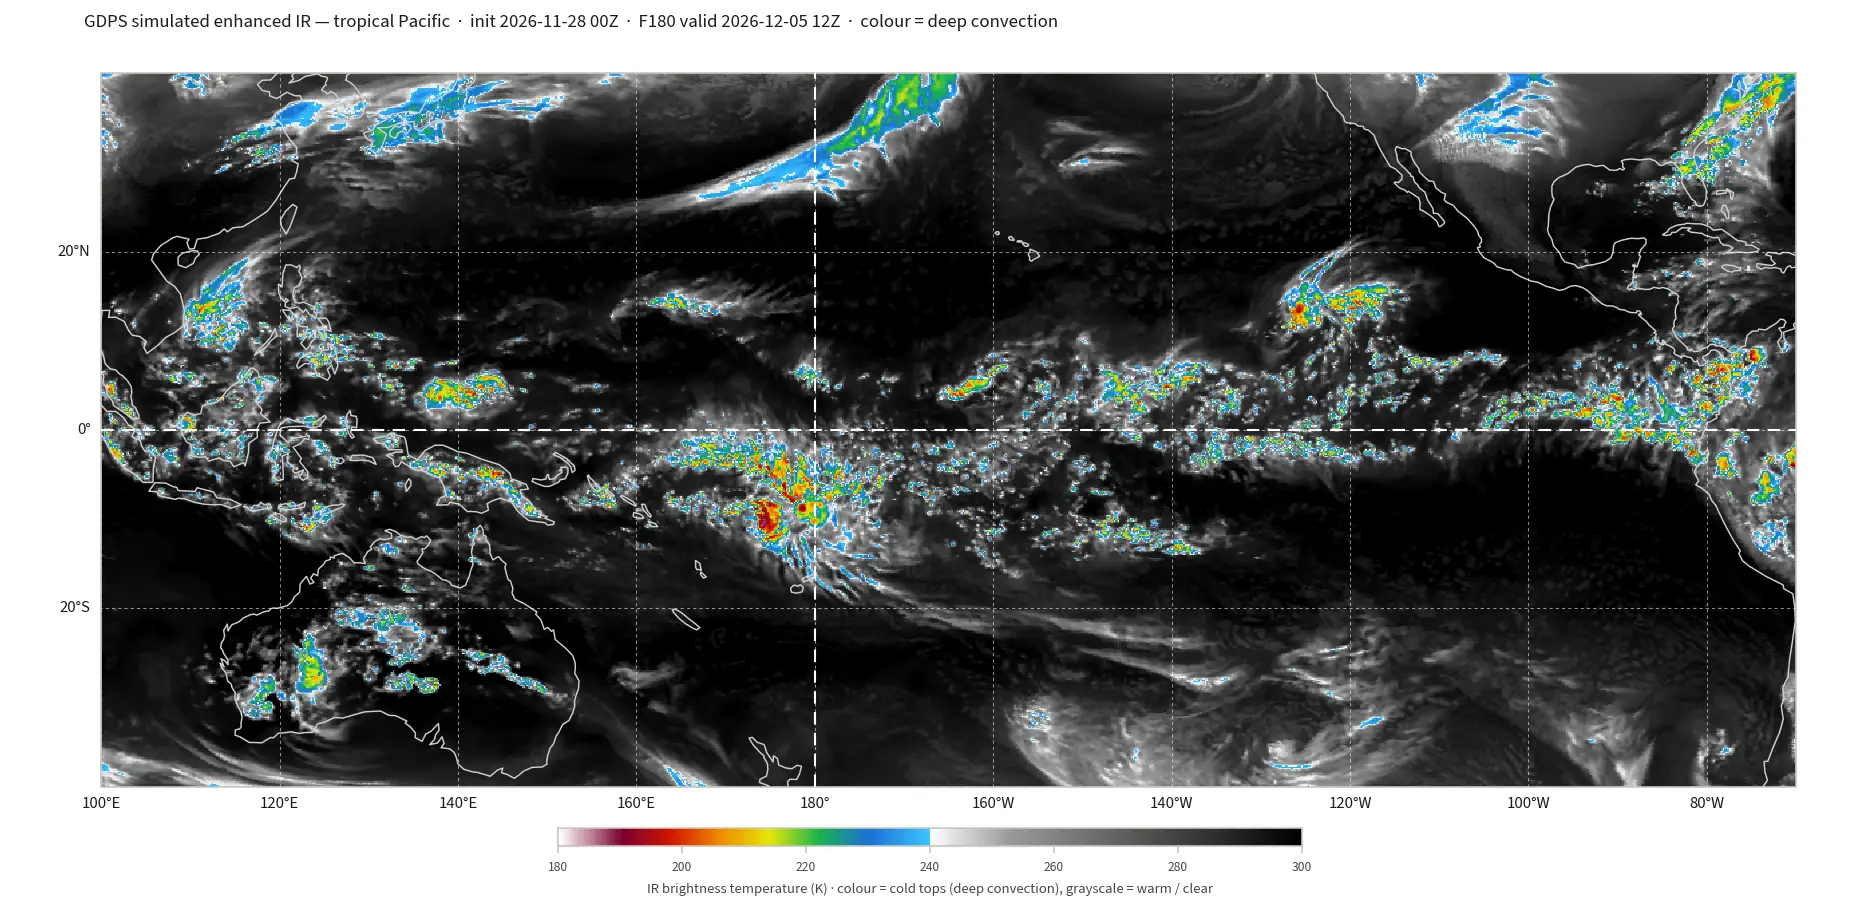 GDPS simulated enhanced IR — tropical Pacific · init 2026-11-28 00Z · F180 valid 2026-12-05 12Z · colour = deep convection
20°N
0°
20°S
100°E 120°E 140°E 160°E 180° 160°W 140°W 120°W 100°W 80°W
180 200 220 240 260 280 300
IR brightness temperature (K) · colour = cold tops (deep convection), grayscale = warm / clear